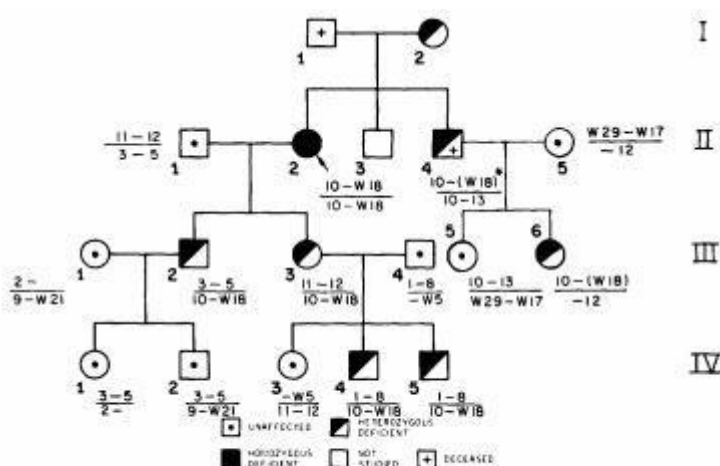 I
1
2
11-12
3-5
1
2
3
4
5
W29-W17
-12
II
10-W18
10-W18
10-(W18)*
10-13
5
6
1
2
3
4
III
2-
9-W21
3-5
10-W18
11-12
10-W18
1-8
-W5
10-13
W29-W17
10-(W18)
-12
1
2
3
4
5
IV
3-5
2-
3-5
9-W21
-W5
11-12
1-8
10-W18
1-8
10-W18
UNAFFECTED
HETEROZYGOUS
DEFICIENT
HOMOZYGOUS
DEFICIENT
NOT
STUDIED
DECEASED